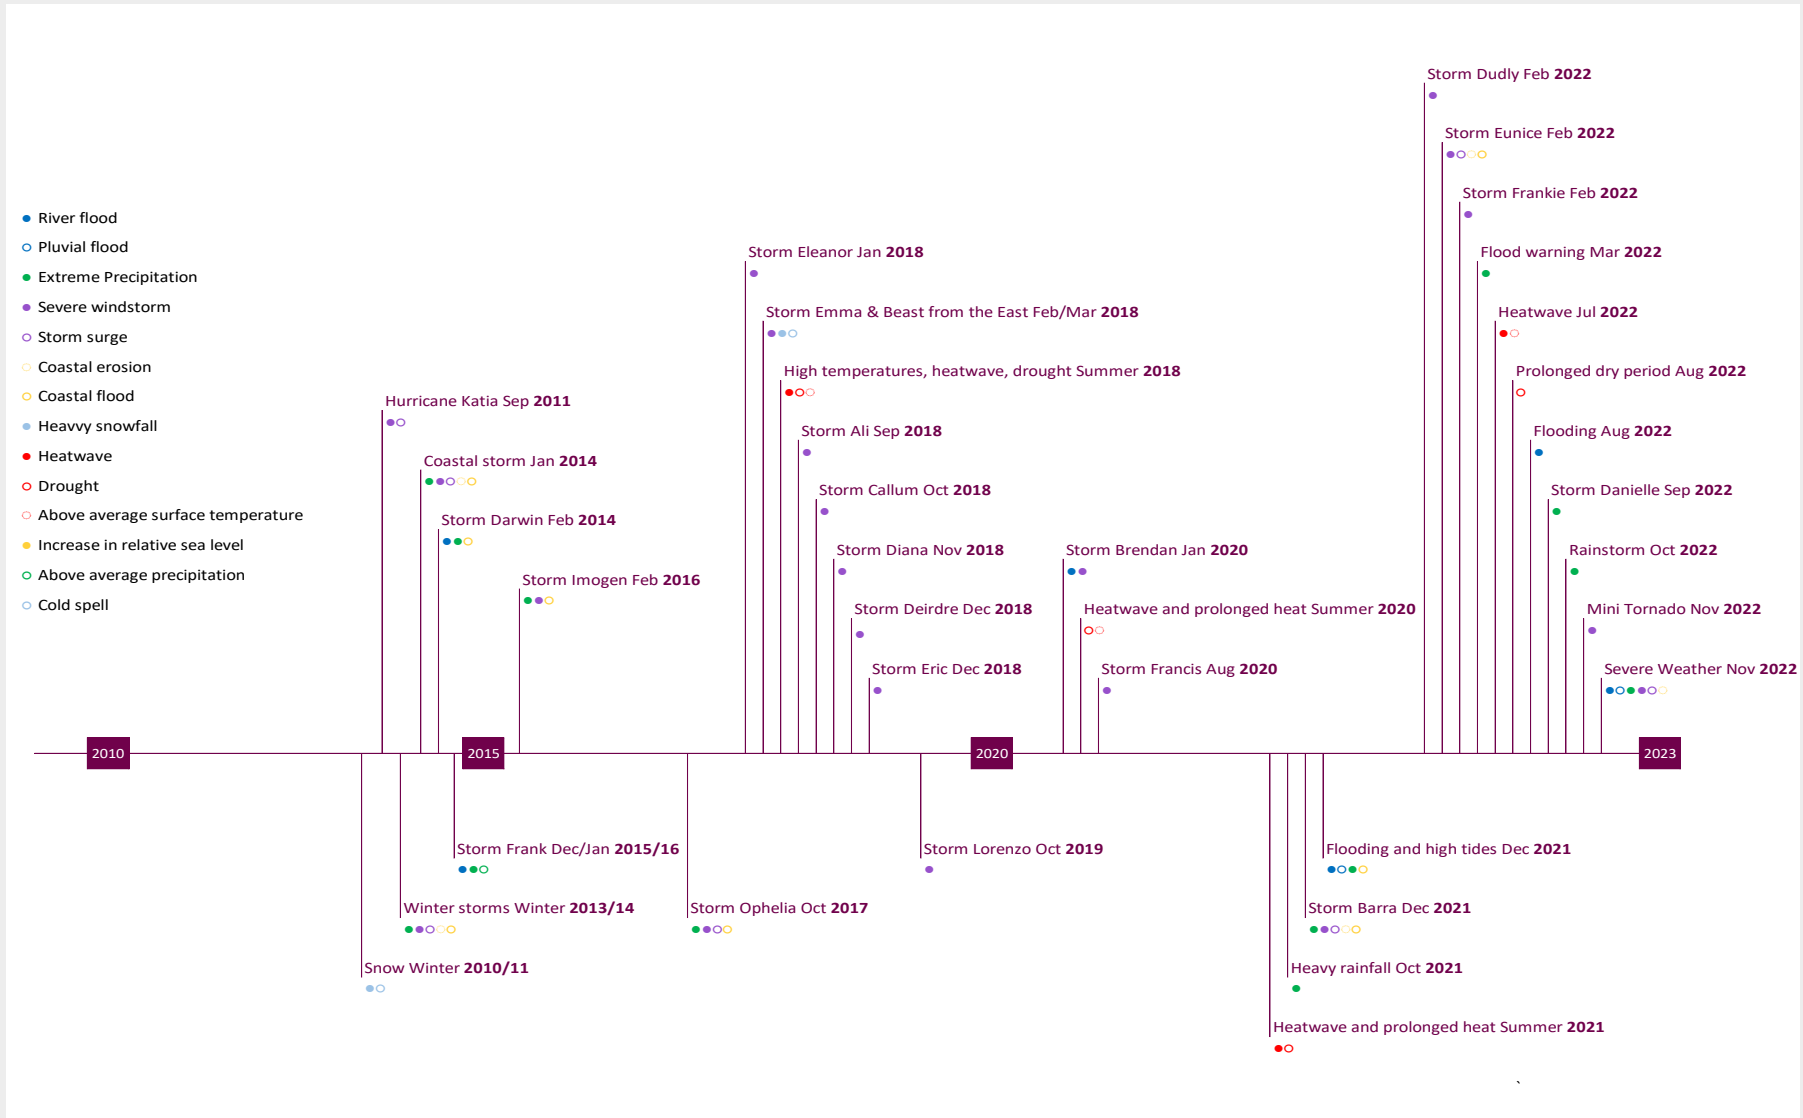 Storm Dudly Feb 2022
Storm Eunice Feb 2022
Storm Frankie Feb 2022
Flood warning Mar 2022
Heatwave Jul 2022
Prolonged dry period Aug 2022
Flooding Aug 2022
Storm Danielle Sep 2022
Rainstorm Oct 2022
Mini Tornado Nov 2022
Severe Weather Nov 2022
River flood
Pluvial flood
Extreme Precipitation
Severe windstorm
Storm surge
Coastal erosion
Coastal flood
Heavvy snowfall
Heatwave
Drought
Above average surface temperature
Increase in relative sea level
Above average precipitation
Cold spell
Storm Eleanor Jan 2018
Storm Emma & Beast from the East Feb/Mar 2018
High temperatures, heatwave, drought Summer 2018
Storm Ali Sep 2018
Storm Callum Oct 2018
Storm Diana Nov 2018
Storm Deirdre Dec 2018
Storm Eric Dec 2018
Hurricane Katia Sep 2011
Coastal storm Jan 2014
Storm Darwin Feb 2014
Storm Imogen Feb 2016
Storm Brendan Jan 2020
Heatwave and prolonged heat Summer 2020
Storm Francis Aug 2020
2010
2015
2020
2023
Storm Frank Dec/Jan 2015/16
Winter storms Winter 2013/14
Snow Winter 2010/11
Storm Ophelia Oct 2017
Storm Lorenzo Oct 2019
Flooding and high tides Dec 2021
Storm Barra Dec 2021
Heavy rainfall Oct 2021
Heatwave and prolonged heat Summer 2021
`